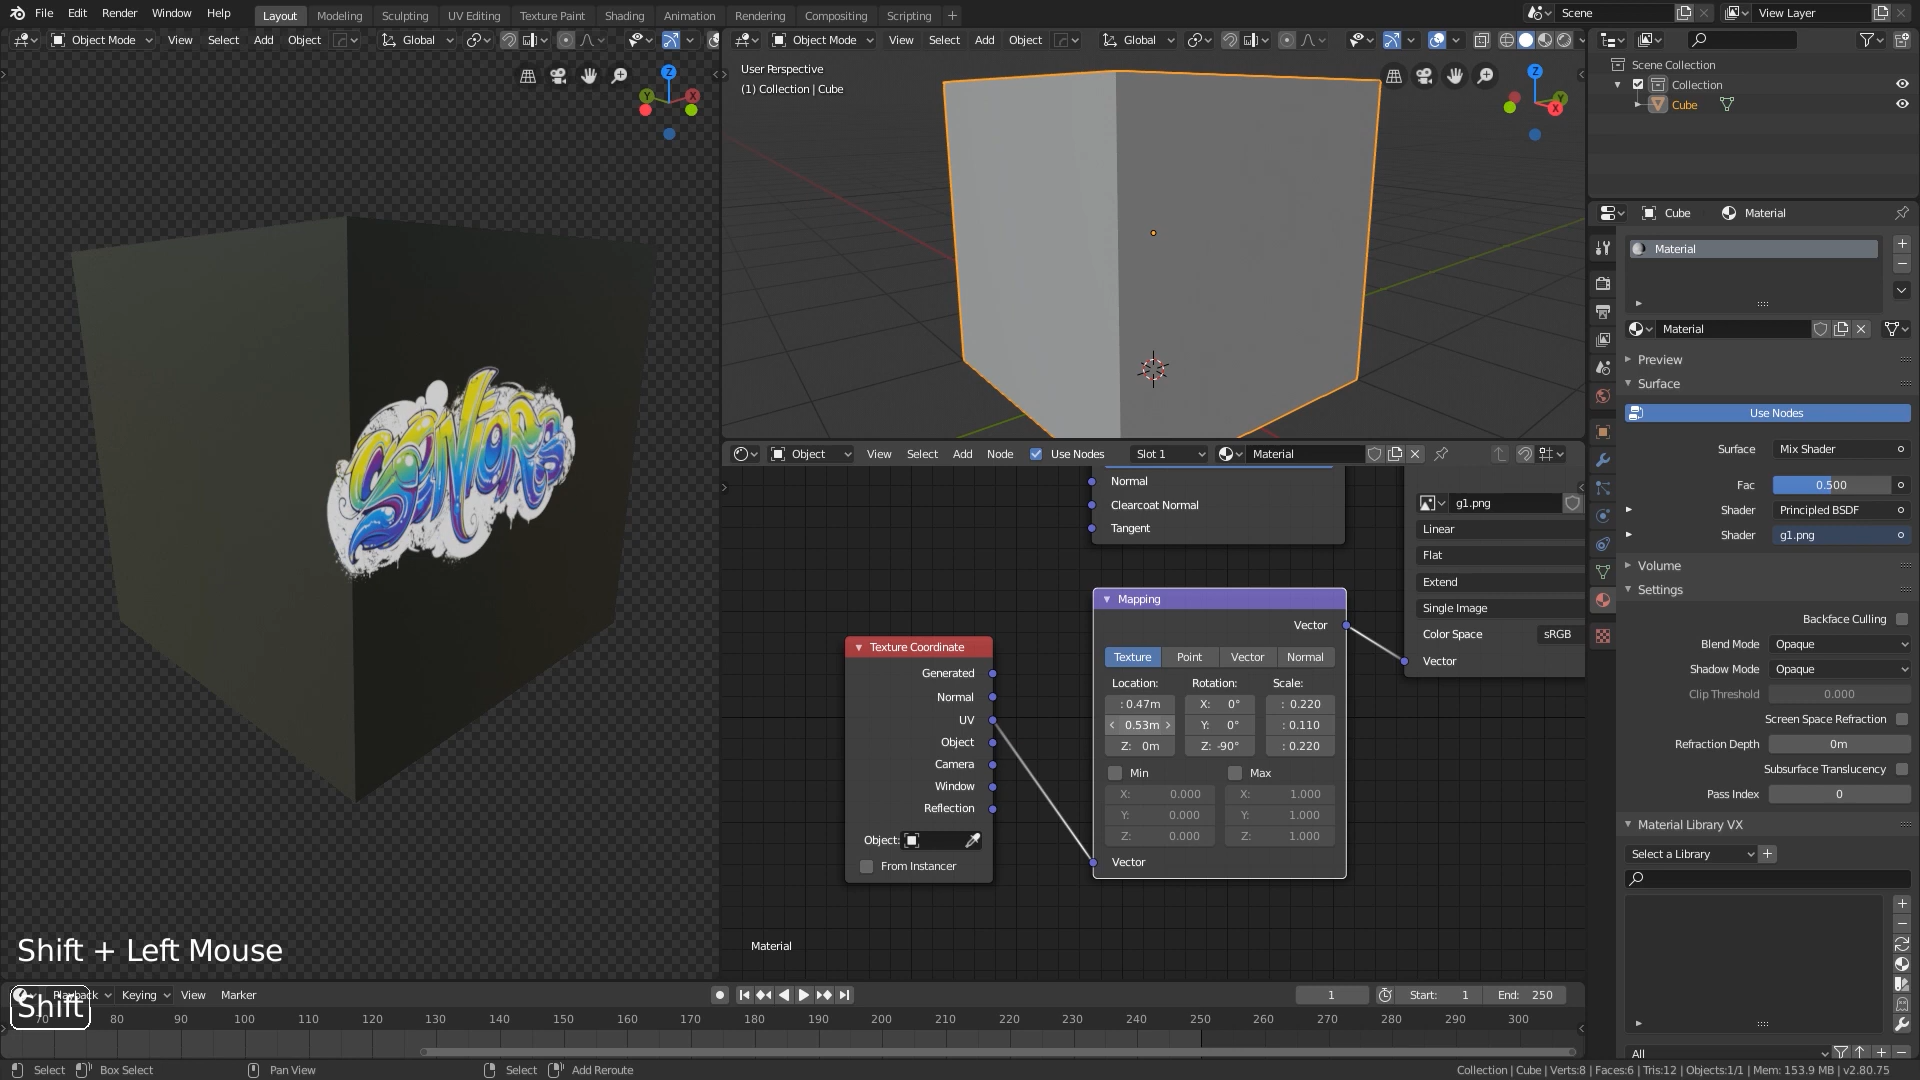 File Edit Render Window Help Layout Modeling Sculpting UV Editing Texture Paint Shading Animation Rendering Compositing Scripting + Scene View Layer
Object Mode View Select Add Object Global
Object Mode View Select Add Object Global
User Perspective
(1) Collection | Cube
Z
Y
X
Z
Y
X
Scene Collection
Collection
Cube
Cube Material
Material
Material
Preview
Surface
Use Nodes
Surface Mix Shader
Fac 0.500
Shader Principled BSDF
Shader g1.png
Volume
Settings
Backface Culling
Blend Mode Opaque
Shadow Mode Opaque
Clip Threshold 0.000
Screen Space Refraction
Refraction Depth 0m
Subsurface Translucency
Pass Index 0
Material Library VX
Select a Library
All
Object View Select Add Node Use Nodes Slot 1 Material
Normal
Clearcoat Normal
Tangent
g1.png
Linear
Flat
Extend
Single Image
Color Space sRGB
Vector
Mapping
Vector
Texture Point Vector Normal
Location: Rotation: Scale:
: 0.47m X: 0° : 0.220
0.53m Y: 0° : 0.110
Z: 0m Z: -90° : 0.220
Min Max
X: 0.000 X: 1.000
Y: 0.000 Y: 1.000
Z: 0.000 Z: 1.000
Vector
Texture Coordinate
Generated
Normal
UV
Object
Camera
Window
Reflection
Object:
From Instancer
Material
Shift + Left Mouse
Shift
Playback Keying View Marker 1 Start: 1 End: 250
70 80 90 100 110 120 130 140 150 160 170 180 190 200 210 220 230 240 250 260 270 280 290 300
Select Box Select Pan View Select Add Reroute Collection | Cube | Verts:8 | Faces:6 | Tris:12 | Objects:1/1 | Mem: 153.9 MB | v2.80.75